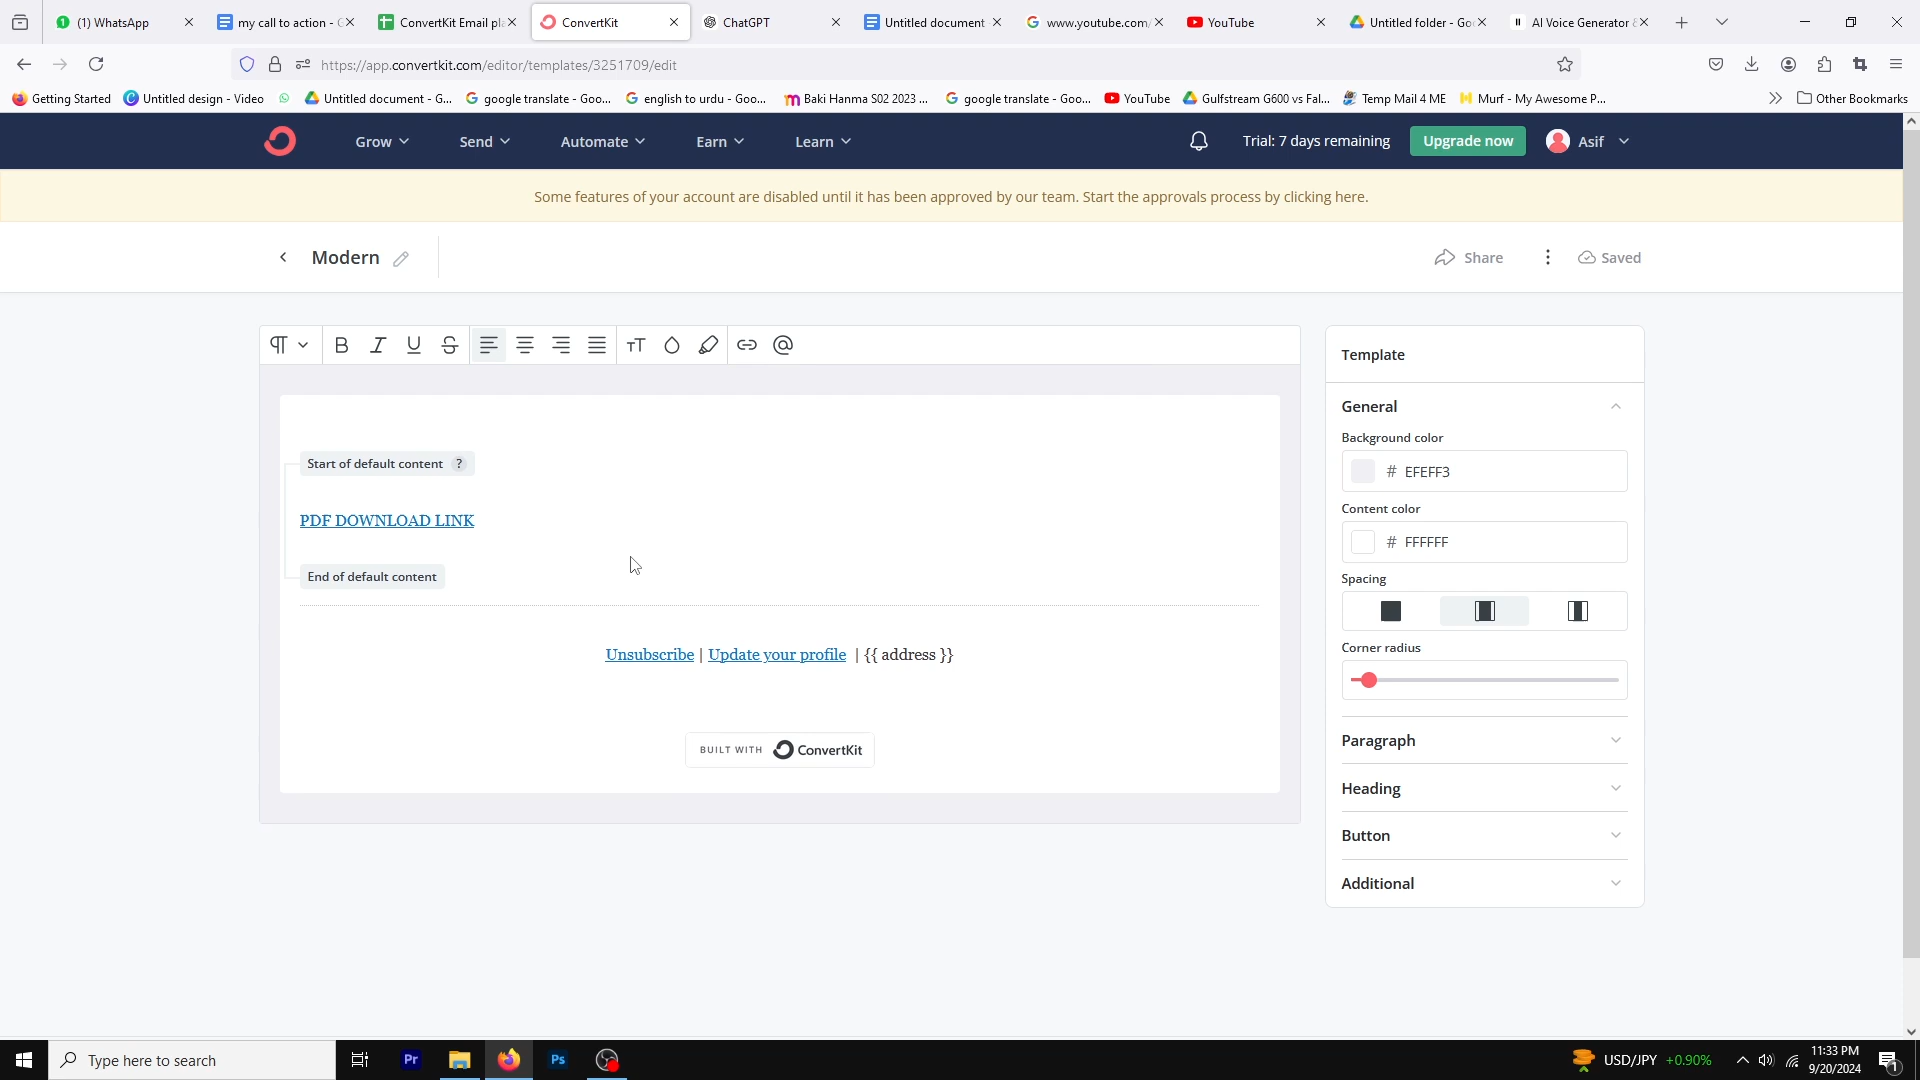 (1) WhatsApp
my call to action - G
ConvertKit Email pla
ConvertKit
ChatGPT
Untitled document
www.youtube.com/
YouTube
Untitled folder - Goo
AI Voice Generator &
https://app.convertkit.com/editor/templates/3251709/edit
Getting Started
Untitled design - Video
Untitled document - G...
google translate - Goo...
english to urdu - Goo...
Baki Hanma S02 2023 ...
google translate - Goo...
YouTube
Gulfstream G600 vs Fal...
Temp Mail 4 ME
Murf - My Awesome P...
Other Bookmarks
Grow
Send
Automate
Earn
Learn
Trial: 7 days remaining
Upgrade now
Asif
Some features of your account are disabled until it has been approved by our team. Start the approvals process by clicking here.
Modern
Share
Saved
Start of default content ?
PDF DOWNLOAD LINK
End of default content
Unsubscribe | Update your profile | {{ address }}
BUILT WITH ConvertKit
Template
General
Background color
# EFEFF3
Content color
# FFFFFF
Spacing
Corner radius
Paragraph
Heading
Button
Additional
Type here to search
Pr
Ps
USD/JPY +0.90%
11:33 PM
9/20/2024
1